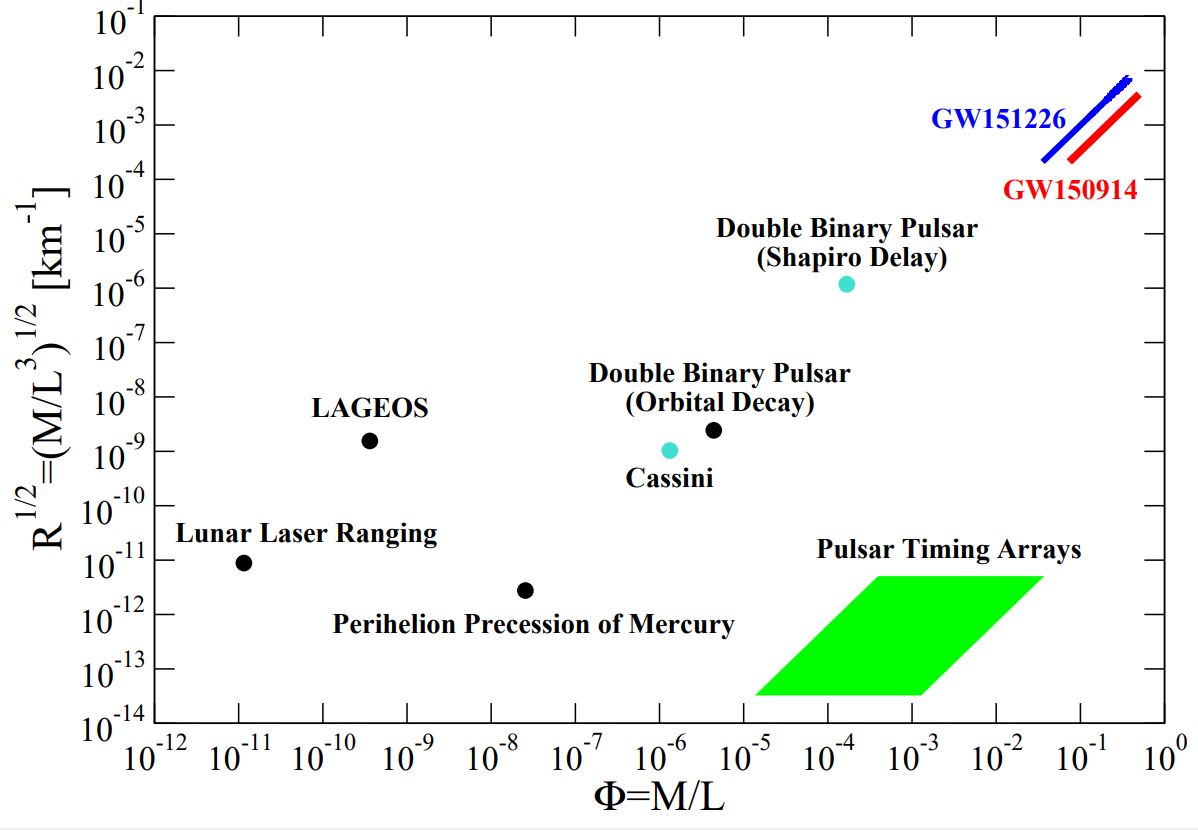 10^-1
10^-2
10^-3
10^-4
10^-5
10^-6
10^-7
10^-8
10^-9
10^-10
10^-11
10^-12
10^-13
10^-14
R^1/2=(M/L^3)^1/2 [km^-1]
GW151226
GW150914
Double Binary Pulsar
(Shapiro Delay)
Double Binary Pulsar
(Orbital Decay)
LAGEOS
Cassini
Lunar Laser Ranging
Pulsar Timing Arrays
Perihelion Precession of Mercury
10^-12 10^-11 10^-10 10^-9 10^-8 10^-7 10^-6 10^-5 10^-4 10^-3 10^-2 10^-1 10^0
Φ=M/L